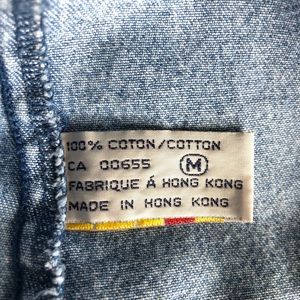 100% COTON/COTTON
CA 00655 M
FABRIQUE Á HONG KONG
MADE IN HONG KONG